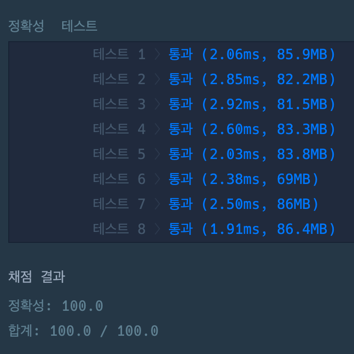 정확성  테스트
테스트 1 > 통과 (2.06ms, 85.9MB)
테스트 2 > 통과 (2.85ms, 82.2MB)
테스트 3 > 통과 (2.92ms, 81.5MB)
테스트 4 > 통과 (2.60ms, 83.3MB)
테스트 5 > 통과 (2.03ms, 83.8MB)
테스트 6 > 통과 (2.38ms, 69MB)
테스트 7 > 통과 (2.50ms, 86MB)
테스트 8 > 통과 (1.91ms, 86.4MB)
채점 결과
정확성: 100.0
합계: 100.0 / 100.0